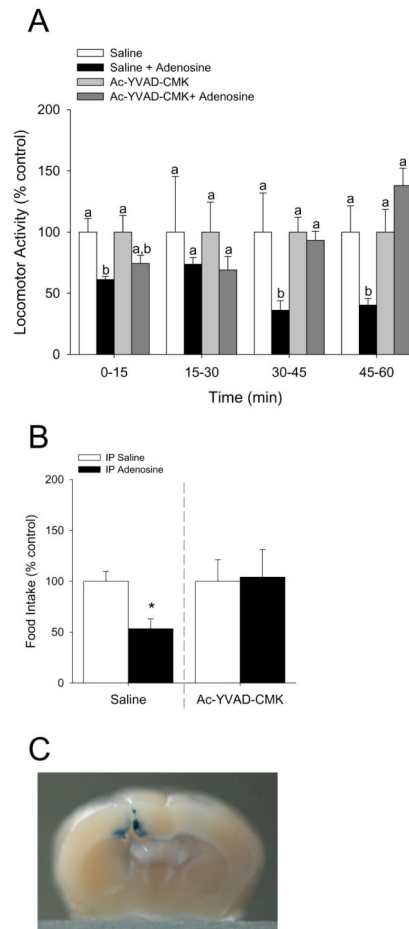 A
Saline
Saline + Adenosine
Ac-YVAD-CMK
Ac-YVAD-CMK+ Adenosine
Locomotor Activity (% control)
200
150
100
50
0
a
b
a
a,b
a
a
a
a
a
b
a
a
a
b
a
a
0-15
15-30
30-45
45-60
Time (min)
B
IP Saline
IP Adenosine
Food Intake (% control)
200
150
100
50
0
*
Saline
Ac-YVAD-CMK
C